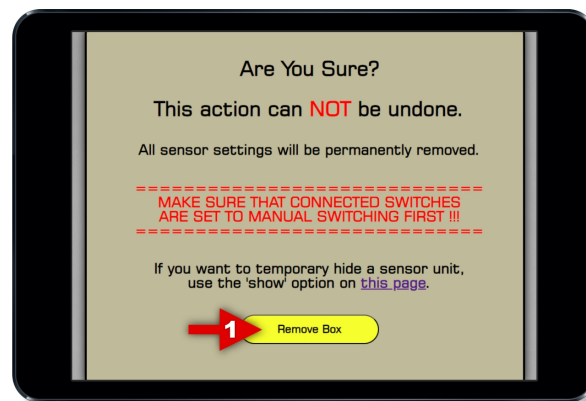 Are You Sure?
This action can NOT be undone.
All sensor settings will be permanently removed.
==============================
MAKE SURE THAT CONNECTED SWITCHES
ARE SET TO MANUAL SWITCHING FIRST !!!
==============================
If you want to temporary hide a sensor unit,
use the 'show' option on this page.
1
Remove Box